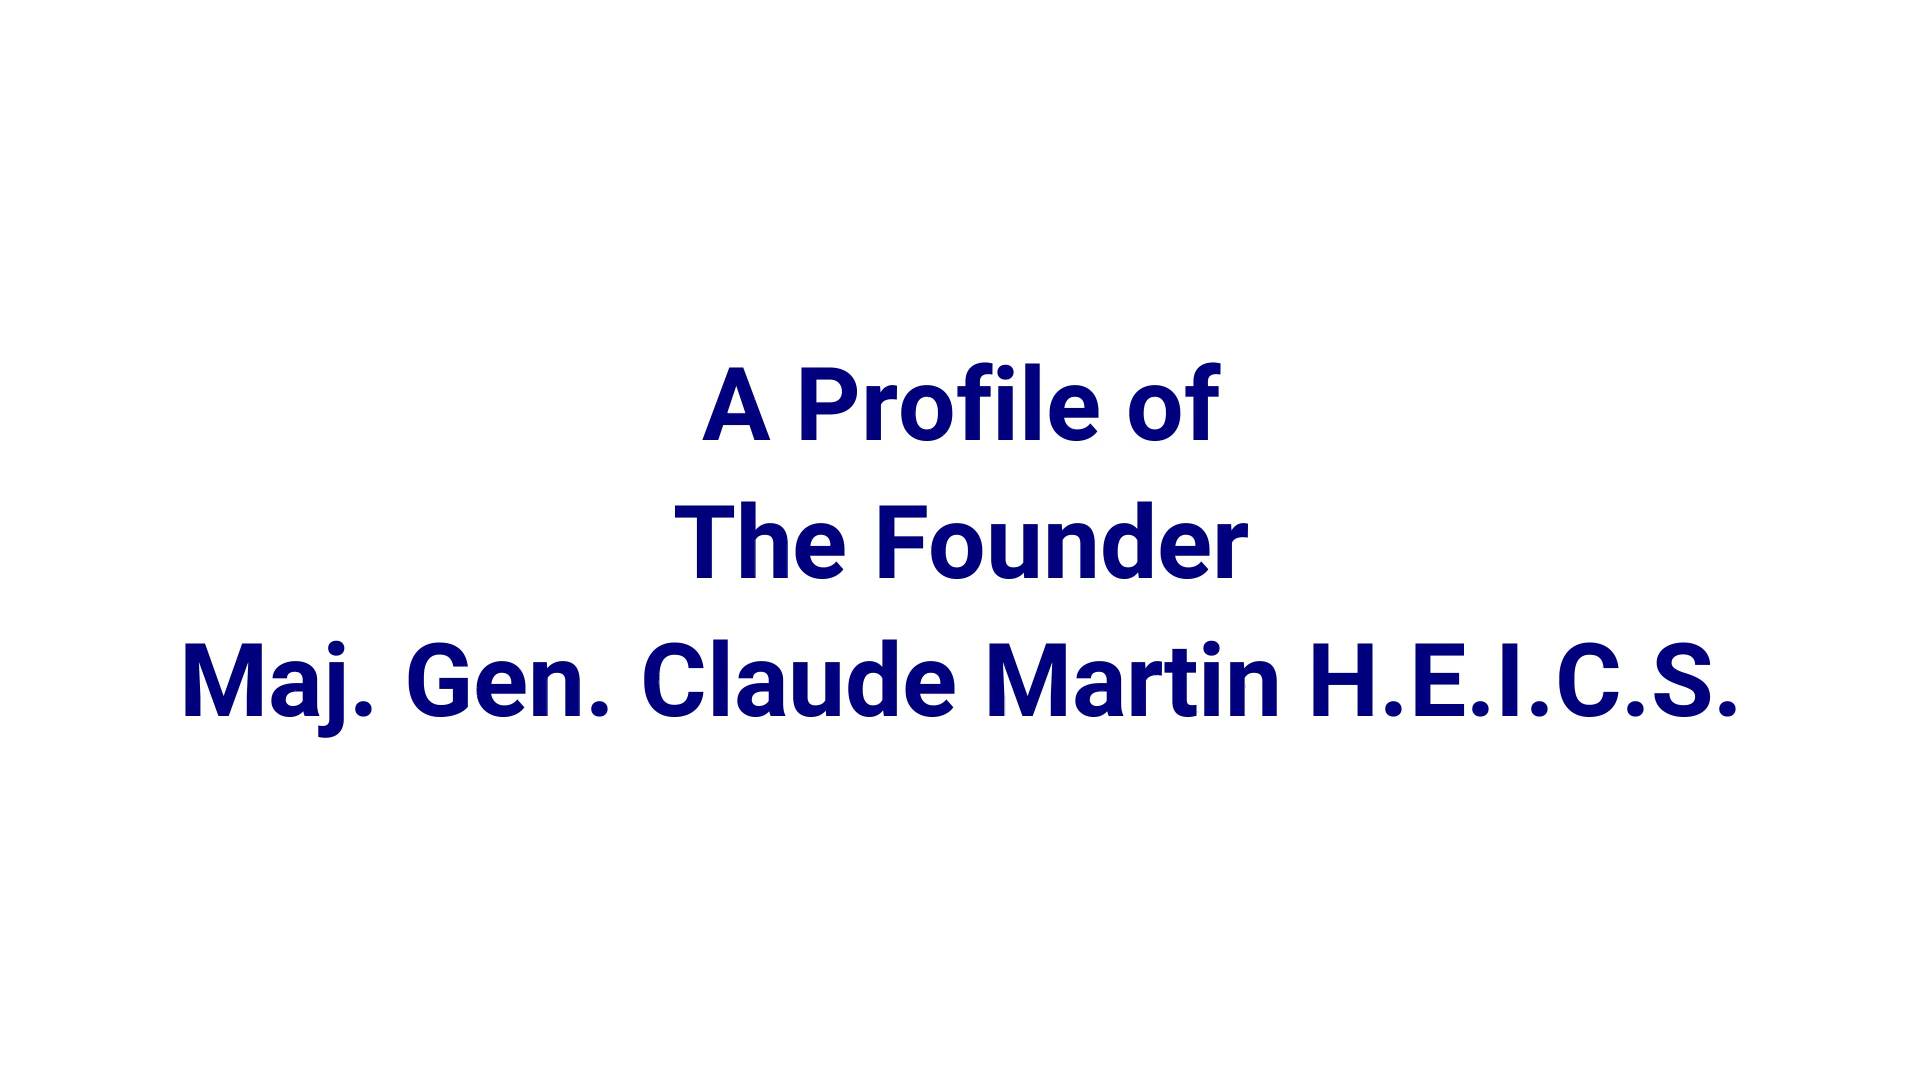 A Profile of
The Founder
Maj. Gen. Claude Martin H.E.I.C.S.